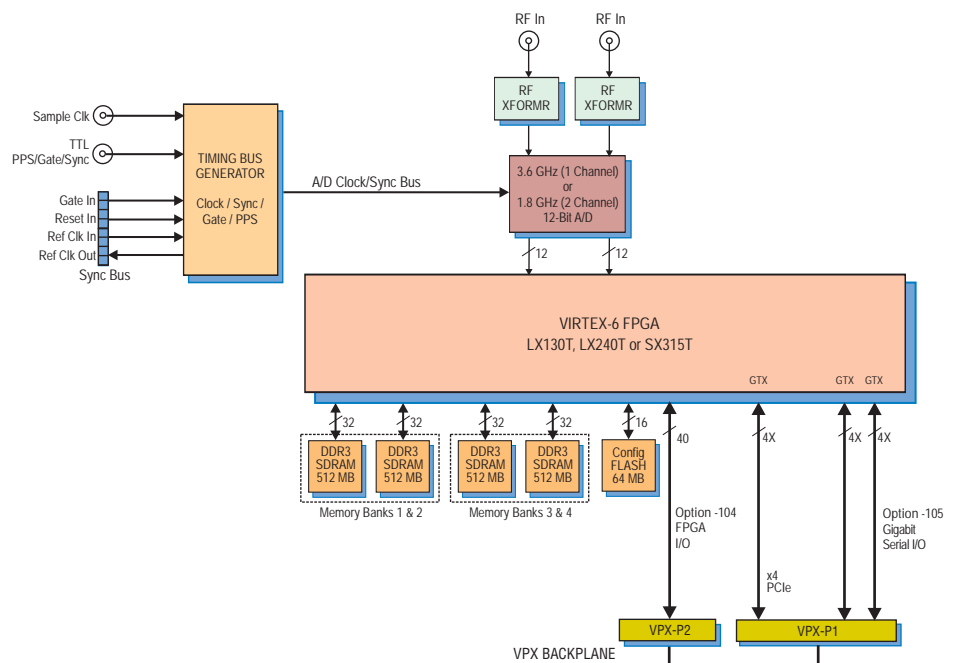 RF In
RF In
RF
XFORMR
RF
XFORMR
Sample Clk
TTL
PPS/Gate/Sync
TIMING BUS
GENERATOR
Clock / Sync /
Gate / PPS
Gate In
Reset In
Ref Clk In
Ref Clk Out
Sync Bus
A/D Clock/Sync Bus
3.6 GHz (1 Channel)
or
1.8 GHz (2 Channel)
12-Bit A/D
12
12
VIRTEX-6 FPGA
LX130T, LX240T or SX315T
GTX
GTX
GTX
32
32
32
32
16
40
4X
4X
4X
DDR3
SDRAM
512 MB
DDR3
SDRAM
512 MB
DDR3
SDRAM
512 MB
DDR3
SDRAM
512 MB
Config
FLASH
64 MB
Memory Banks 1 & 2
Memory Banks 3 & 4
Option -104
FPGA
I/O
x4
PCIe
Option -105
Gigabit
Serial I/O
VPX-P2
VPX-P1
VPX BACKPLANE